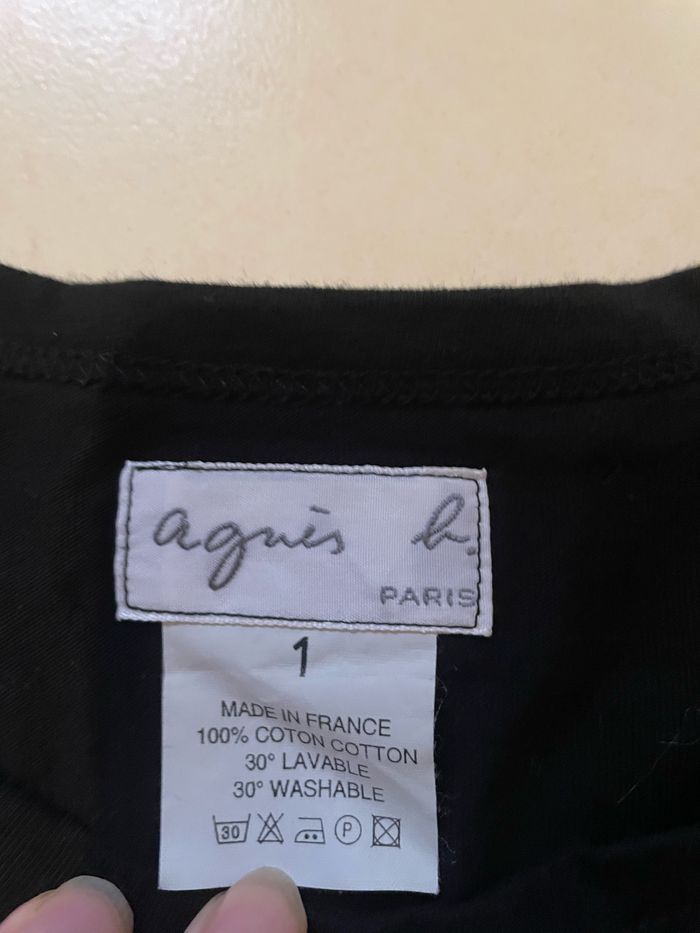 agnès b.
PARIS
1
MADE IN FRANCE
100% COTON COTTON
30° LAVABLE
30° WASHABLE
30 P